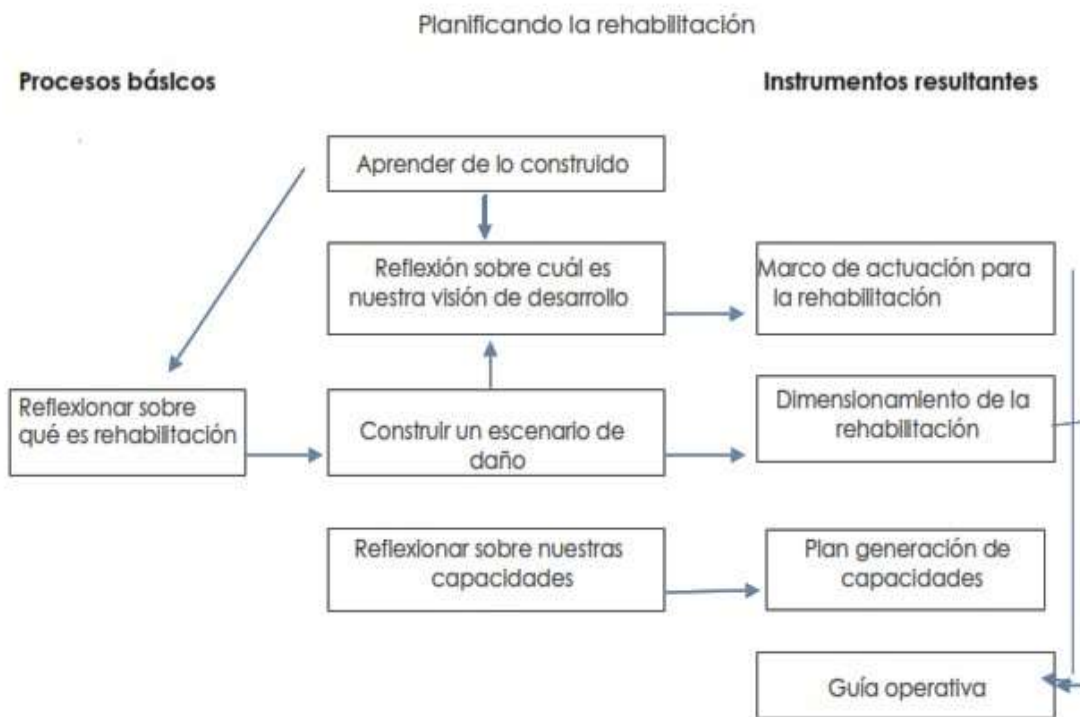 Planificando la rehabilitación
Procesos básicos
Instrumentos resultantes
Aprender de lo construido
Reflexión sobre cuál es
nuestra visión de desarrollo
Marco de actuación para
la rehabilitación
Reflexionar sobre
qué es rehabilitación
Construir un escenario de
daño
Dimensionamiento de la
rehabilitación
Reflexionar sobre nuestras
capacidades
Plan generación de
capacidades
Guía operativa